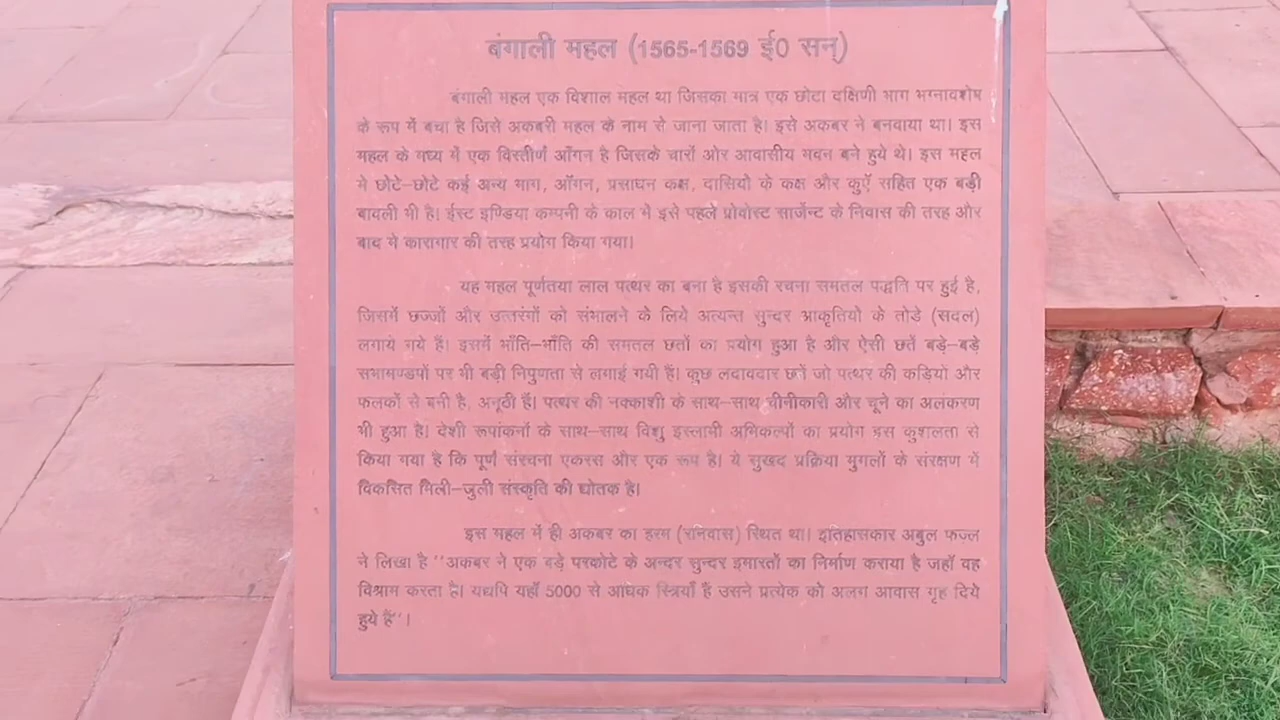 बंगाली महल (1565-1569 ई0 सन्)
बंगाली महल एक विशाल महल था जिसका मात्र एक छोटा दक्षिणी भाग भग्नावशेष
के रूप में बचा है जिसे अकबरी महल के नाम से जाना जाता है। इसे अकबर ने बनवाया था। इस
महल के मध्य में एक विस्तीर्ण आँगन है जिसके चारों ओर आवासीय भवन बने हुये थे। इस महल
मे छोटे–छोटे कई अन्य भाग, आँगन, प्रसाधन कक्ष, दासियो के कक्ष और कुएँ सहित एक बड़ी
बावली भी है। ईस्ट इण्डिया कम्पनी के काल में इसे पहले प्रोवोस्ट सार्जेन्ट के निवास की तरह और
बाद मे कारागार की तरह प्रयोग किया गया।
यह महल पूर्णतया लाल पत्थर का बना है इसकी रचना समतल पद्धति पर हुई है,
जिसमें छज्जों और उत्तरंगों को संभालने के लिये अत्यन्त सुन्दर आकृतियो के तोडे (सदल)
लगाये गये हैं। इसमें भाँति–भाँति की समतल छतों का प्रयोग हुआ है और ऐसी छतें बड़े–बड़े
सभामण्डपों पर भी बड़ी निपुणता से लगाई गयी हैं। कुछ लदावदार छतें जो पत्थर की कड़ियों और
फलकों से बनी है, अनूठी हैं। पत्थर की नक्काशी के साथ–साथ चीनीकारी और चूने का अलंकरण
भी हुआ है। देशी रूपांकनों के साथ–साथ विशु इस्लामी अभिकल्पों का प्रयोग इस कुशलता से
किया गया है कि पूर्ण संरचना एकरस और एक रूप है। ये सुखद प्रक्रिया मुगलों के संरक्षण में
विकसित मिली–जुली संस्कृति की द्योतक है।
इस महल में ही अकबर का हरम (रनिवास) स्थित था। इतिहासकार अबुल फज़्ल
ने लिखा है ''अकबर ने एक बड़े परकोटे के अन्दर सुन्दर इमारतों का निर्माण कराया है जहाँ वह
विश्राम करता है। यद्यपि यहाँ 5000 से अधिक स्त्रियाँ हैं उसने प्रत्येक को अलग आवास गृह दिये
हुये हैं''।